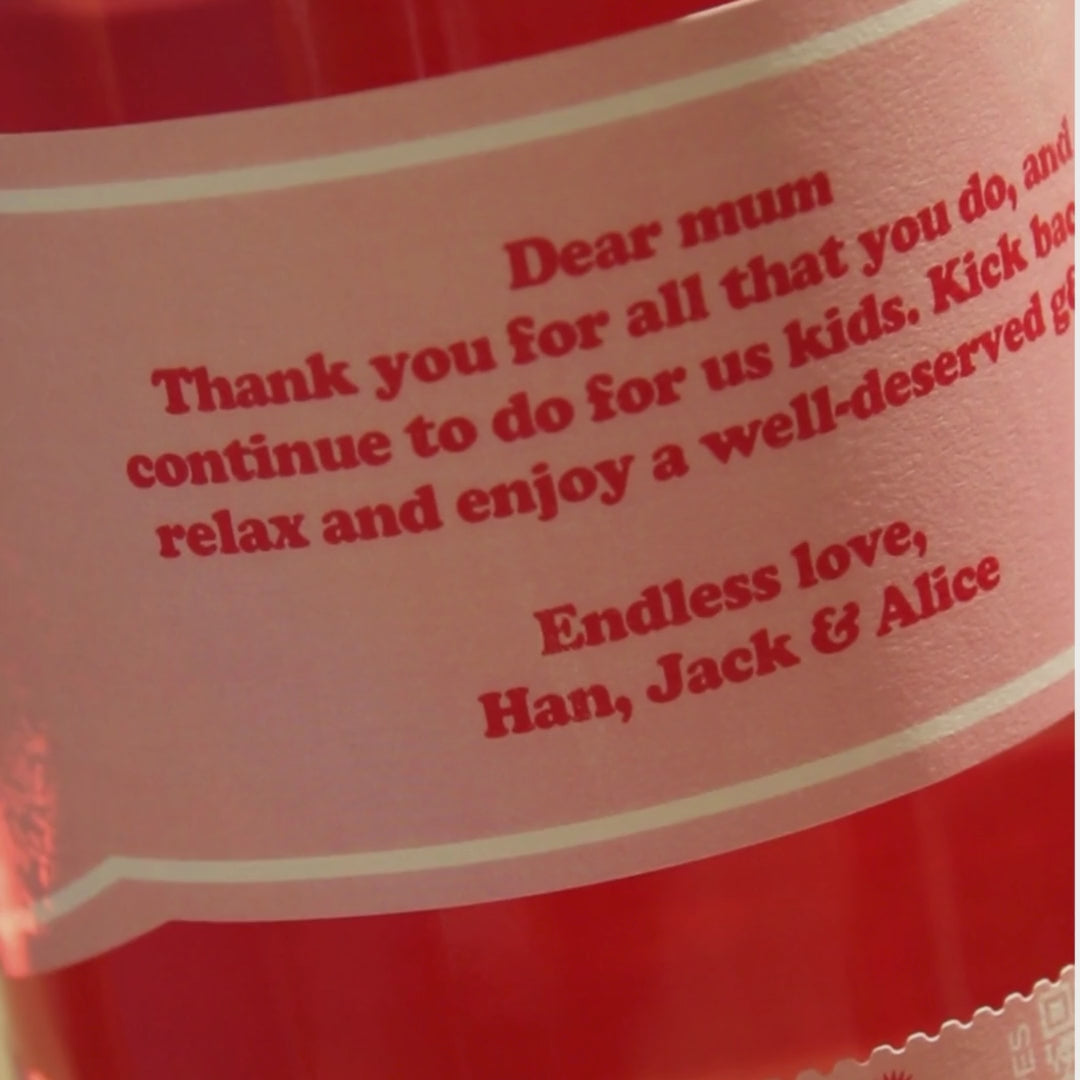 Dear mum
Thank you for all that you do, and
continue to do for us kids. Kick
relax and enjoy a well-deserved
Endless love,
Han, Jack & Alice
ES